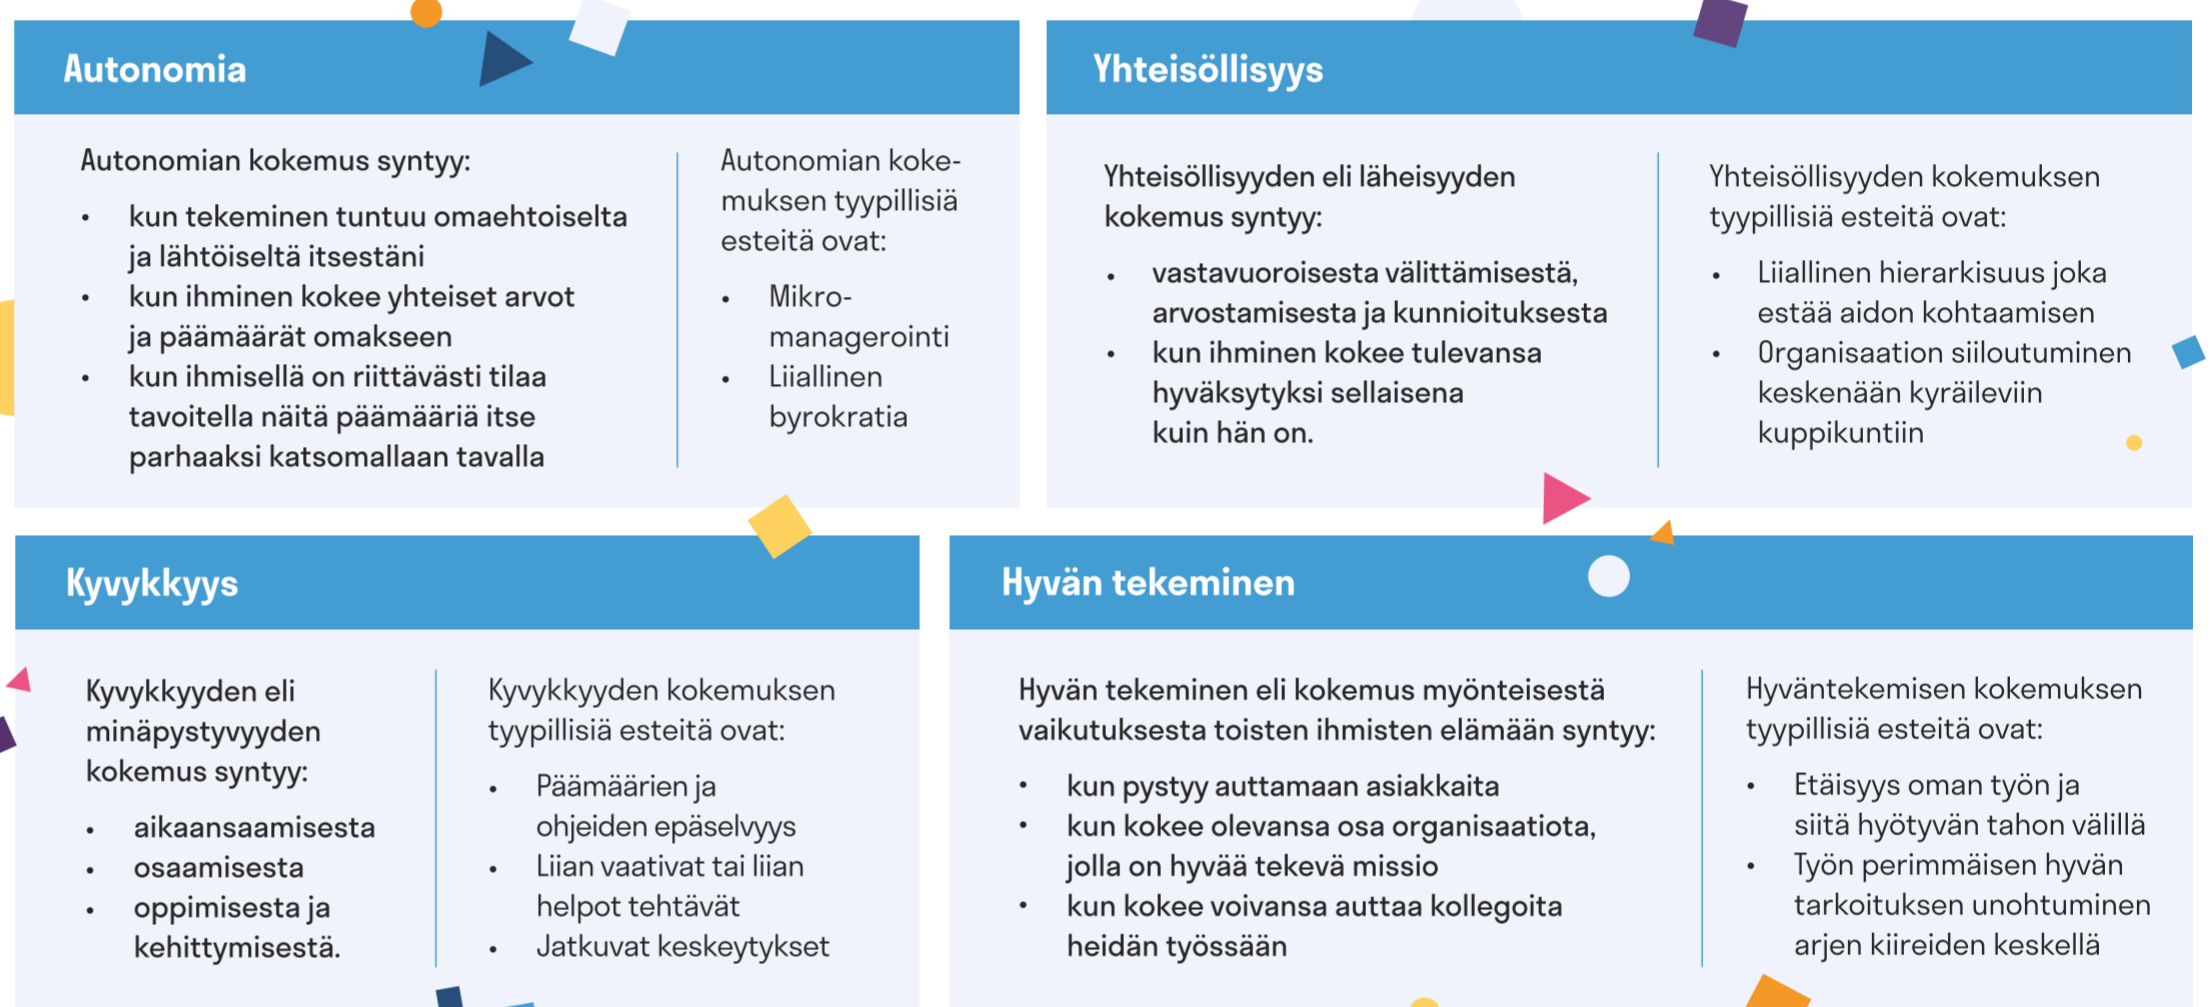 Autonomia
Autonomian kokemus syntyy:
• kun tekeminen tuntuu omaehtoiselta
ja lähtöiseltä itsestäni
• kun ihminen kokee yhteiset arvot
ja päämäärät omakseen
• kun ihmisellä on riittävästi tilaa
tavoitella näitä päämääriä itse
parhaaksi katsomallaan tavalla
Autonomian koke-
muksen tyypillisiä
esteitä ovat:
• Mikro-
managerointi
• Liiallinen
byrokratia
Yhteisöllisyys
Yhteisöllisyyden eli läheisyyden
kokemus syntyy:
• vastavuoroisesta välittämisestä,
arvostamisesta ja kunnioituksesta
• kun ihminen kokee tulevansa
hyväksytyksi sellaisena
kuin hän on.
Yhteisöllisyyden kokemuksen
tyypillisiä esteitä ovat:
• Liiallinen hierarkisuus joka
estää aidon kohtaamisen
• Organisaation siiloutuminen
keskenään kyräileviin
kuppikuntiin
Kyvykkyys
Kyvykkyyden eli
minäpystyvyyden
kokemus syntyy:
• aikaansaamisesta
• osaamisesta
• oppimisesta ja
kehittymisestä.
Kyvykkyyden kokemuksen
tyypillisiä esteitä ovat:
• Päämäärien ja
ohjeiden epäselvyys
• Liian vaativat tai liian
helpot tehtävät
• Jatkuvat keskeytykset
Hyvän tekeminen
Hyvän tekeminen eli kokemus myönteisestä
vaikutuksesta toisten ihmisten elämään syntyy:
• kun pystyy auttamaan asiakkaita
• kun kokee olevansa osa organisaatiota,
jolla on hyvää tekevä missio
• kun kokee voivansa auttaa kollegoita
heidän työssään
Hyväntekemisen kokemuksen
tyypillisiä esteitä ovat:
• Etäisyys oman työn ja
siitä hyötyvän tahon välillä
• Työn perimmäisen hyvän
tarkoituksen unohtuminen
arjen kiireiden keskellä